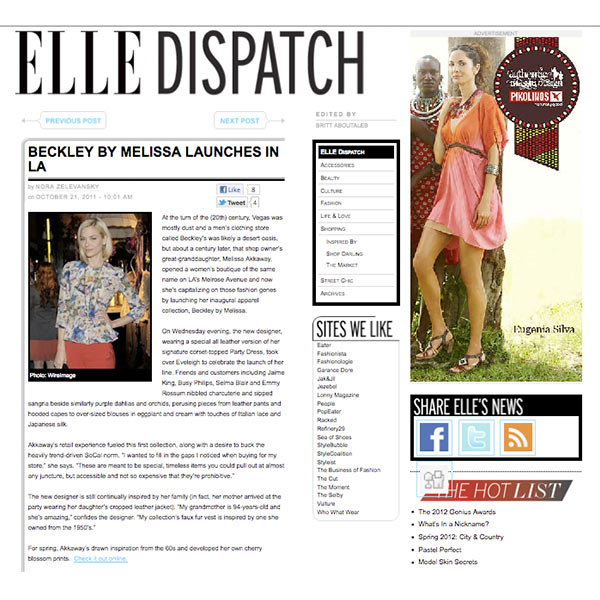 ELLE DISPATCH
PREVIOUS POST
NEXT POST
BECKLEY BY MELISSA LAUNCHES IN
LA
by NORA ZELEVANSKY
on OCTOBER 21, 2011 - 10:01 AM
Like 8
Tweet 4
At the turn of the (20th) century, Vegas was
mostly dust and a men's clothing store
called Beckley's was likely a desert oasis,
but about a century later, that shop owner's
great-granddaughter, Melissa Akkaway,
opened a women's boutique of the same
name on LA's Melrose Avenue and now
she's capitalizing on those fashion genes
by launching her inaugural apparel
collection, Beckley by Melissa.
On Wednesday evening, the new designer,
wearing a special all leather version of her
signature corset-topped Party Dress, took
over Eveleigh to celebrate the launch of her
line. Friends and customers including Jaime
King, Busy Philips, Selma Blair and Emmy
Rossum nibbled charcuterie and sipped
sangria beside similarly purple dahlias and orchids, perusing pieces from leather pants and
hooded capes to over-sized blouses in eggplant and cream with touches of Italian lace and
Japanese silk.
Photo: WireImage
Akkaway's retail experience fueled this first collection, along with a desire to buck the
heavily trend-driven SoCal norm. "I wanted to fill in the gaps I noticed when buying for my
store," she says. "These are meant to be special, timeless items you could pull out at almost
any juncture, but accessible and not so expensive that they're prohibitive."
The new designer is still continually inspired by her family (in fact, her mother arrived at the
party wearing her daughter's cropped leather jacket). "My grandmother is 94-years-old and
she's amazing," confides the designer. "My collection's faux fur vest is inspired by one she
owned from the 1950's."
For spring, Akkaway's drawn inspiration from the 60s and developed her own cherry
blossom prints. Check it out online.
EDITED BY
BRITT ABOUTALEB
ELLE DISPATCH
ACCESSORIES
BEAUTY
CULTURE
FASHION
LIFE & LOVE
SHOPPING
INSPIRED BY
SHOP DARLING
THE MARKET
STREET CHIC
ARCHIVES
SITES WE LIKE
Eater
Fashionista
Fashionologie
Garance Dore
Jak&Jil
Jezebel
Lonny Magazine
People
PopEater
Racked
Refinery29
Sea of Shoes
StyleBubble
StyleCoalition
Stylelist
The Business of Fashion
The Cut
The Moment
The Selby
Vulture
Who What Wear
ADVERTISEMENT
PIKOLINOS
Eugenia Silva
SHARE ELLE'S NEWS
THE HOT LIST
The 2012 Genius Awards
What's In a Nickname?
Spring 2012: City & Country
Pastel Perfect
Model Skin Secrets